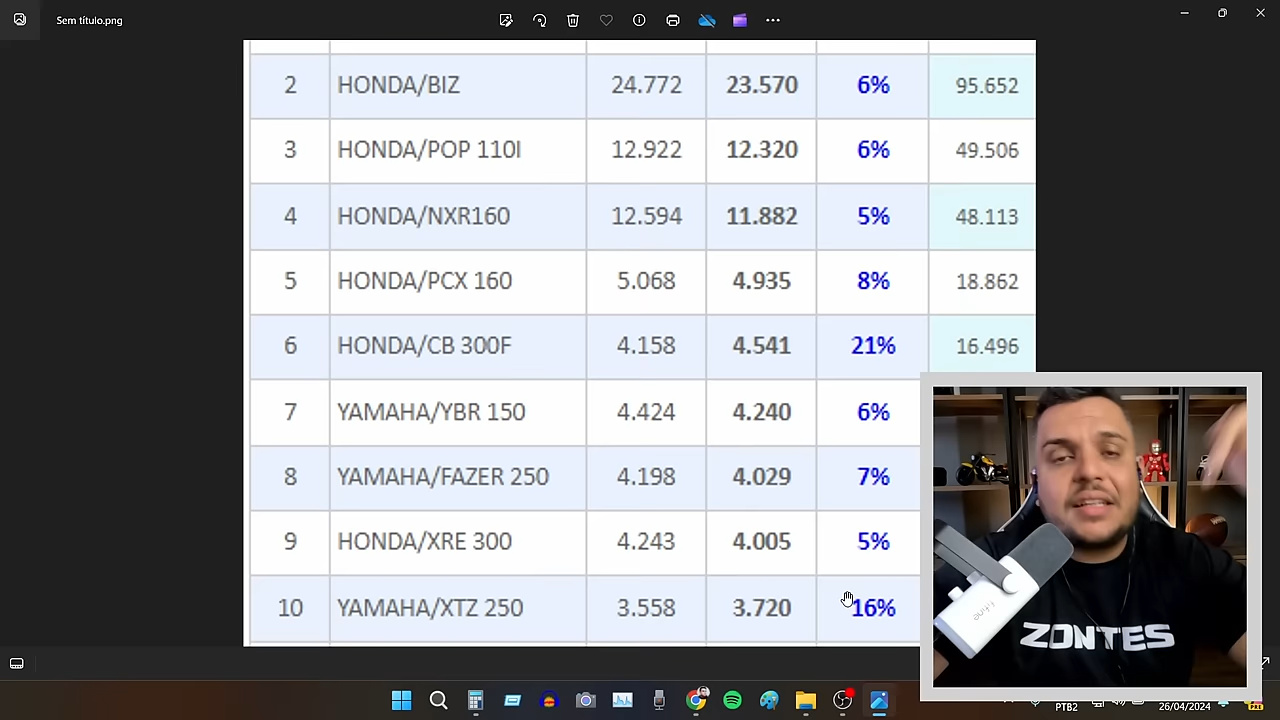 Sem título.png
2 HONDA/BIZ 24.772 23.570 6% 95.652
3 HONDA/POP 110I 12.922 12.320 6% 49.506
4 HONDA/NXR160 12.594 11.882 5% 48.113
5 HONDA/PCX 160 5.068 4.935 8% 18.862
6 HONDA/CB 300F 4.158 4.541 21% 16.496
7 YAMAHA/YBR 150 4.424 4.240 6%
8 YAMAHA/FAZER 250 4.198 4.029 7%
9 HONDA/XRE 300 4.243 4.005 5%
10 YAMAHA/XTZ 250 3.558 3.720 16%
fifine
ZONTES
PTB2
26/04/2024
PRE